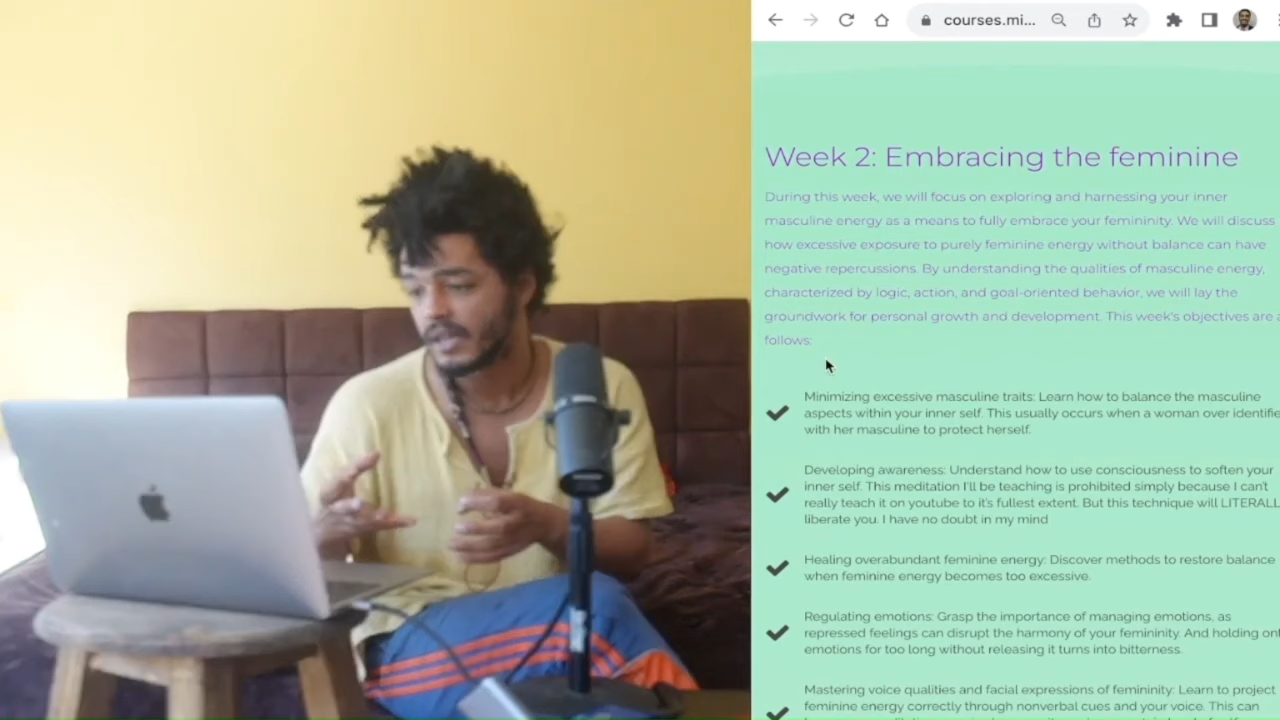 courses.mi...
Week 2: Embracing the feminine
During this week, we will focus on exploring and harnessing your inner
masculine energy as a means to fully embrace your femininity. We will discuss
how excessive exposure to purely feminine energy without balance can have
negative repercussions. By understanding the qualities of masculine energy,
characterized by logic, action, and goal-oriented behavior, we will lay the
groundwork for personal growth and development. This week's objectives are a
follows:
Minimizing excessive masculine traits: Learn how to balance the masculine
aspects within your inner self. This usually occurs when a woman over identifie
with her masculine to protect herself.
Developing awareness: Understand how to use consciousness to soften your
inner self. This meditation I'll be teaching is prohibited simply because I can't
really teach it on youtube to it's fullest extent. But this technique will LITERALL
liberate you. I have no doubt in my mind
Healing overabundant feminine energy: Discover methods to restore balance
when feminine energy becomes too excessive.
Regulating emotions: Grasp the importance of managing emotions, as
repressed feelings can disrupt the harmony of your femininity. And holding ont
emotions for too long without releasing it turns into bitterness.
Mastering voice qualities and facial expressions of femininity: Learn to project
feminine energy correctly through nonverbal cues and your voice. This can